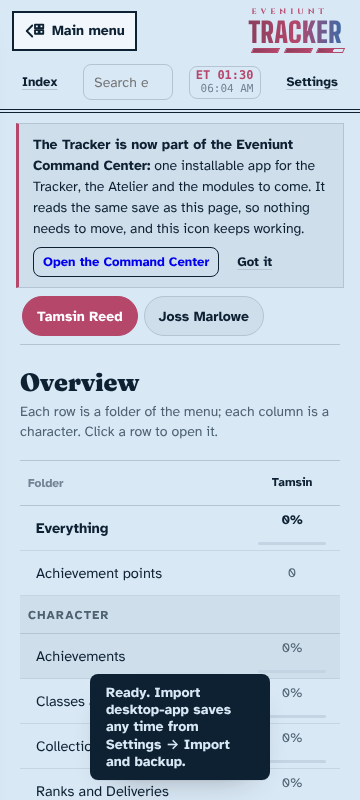 Main menu
EVENIUNT
TRACKER
Index
Search e
ET 01:30
06:04 AM
Settings
The Tracker is now part of the Eveniunt
Command Center: one installable app for the
Tracker, the Atelier and the modules to come. It
reads the same save as this page, so nothing
needs to move, and this icon keeps working.
Open the Command Center
Got it
Tamsin Reed
Joss Marlowe
Overview
Each row is a folder of the menu; each column is a
character. Click a row to open it.
Folder
Tamsin
Everything
0%
Achievement points
0
CHARACTER
Achievements
0%
Classes
0%
Collectio
0%
Ranks and Deliveries
0%
Ready. Import
desktop-app saves
any time from
Settings → Import
and backup.